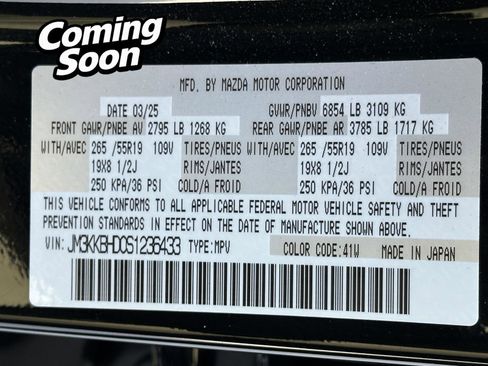 Coming
Soon
MFD. BY MAZDA MOTOR CORPORATION
DATE 03/25 GVWR/PNBV 6854 LB 3109 KG
FRONT GAWR/PNBE AV 2795 LB 1268 KG REAR GAWR/PNBE AR 3785 LB 1717 KG
WITH/AVEC 265 /55R19 109V TIRES/PNEUS WITH/AVEC 265 /55R19 109V TIRES/PNEUS
19X8 1/2J RIMS/JANTES 19X8 1/2J RIMS/JANTES
250 KPA/36 PSI COLD/A FROID 250 KPA/36 PSI COLD/A FROID
THIS VEHICLE CONFORMS TO ALL APPLICABLE FEDERAL MOTOR VEHICLE SAFETY AND THEFT
PREVENTION STANDARDS IN EFFECT ON THE DATE OF MANUFACTURE SHOWN ABOVE.
VIN: JM3KKBHD0S1236433 TYPE: MPV COLOR CODE: 41W MADE IN JAPAN